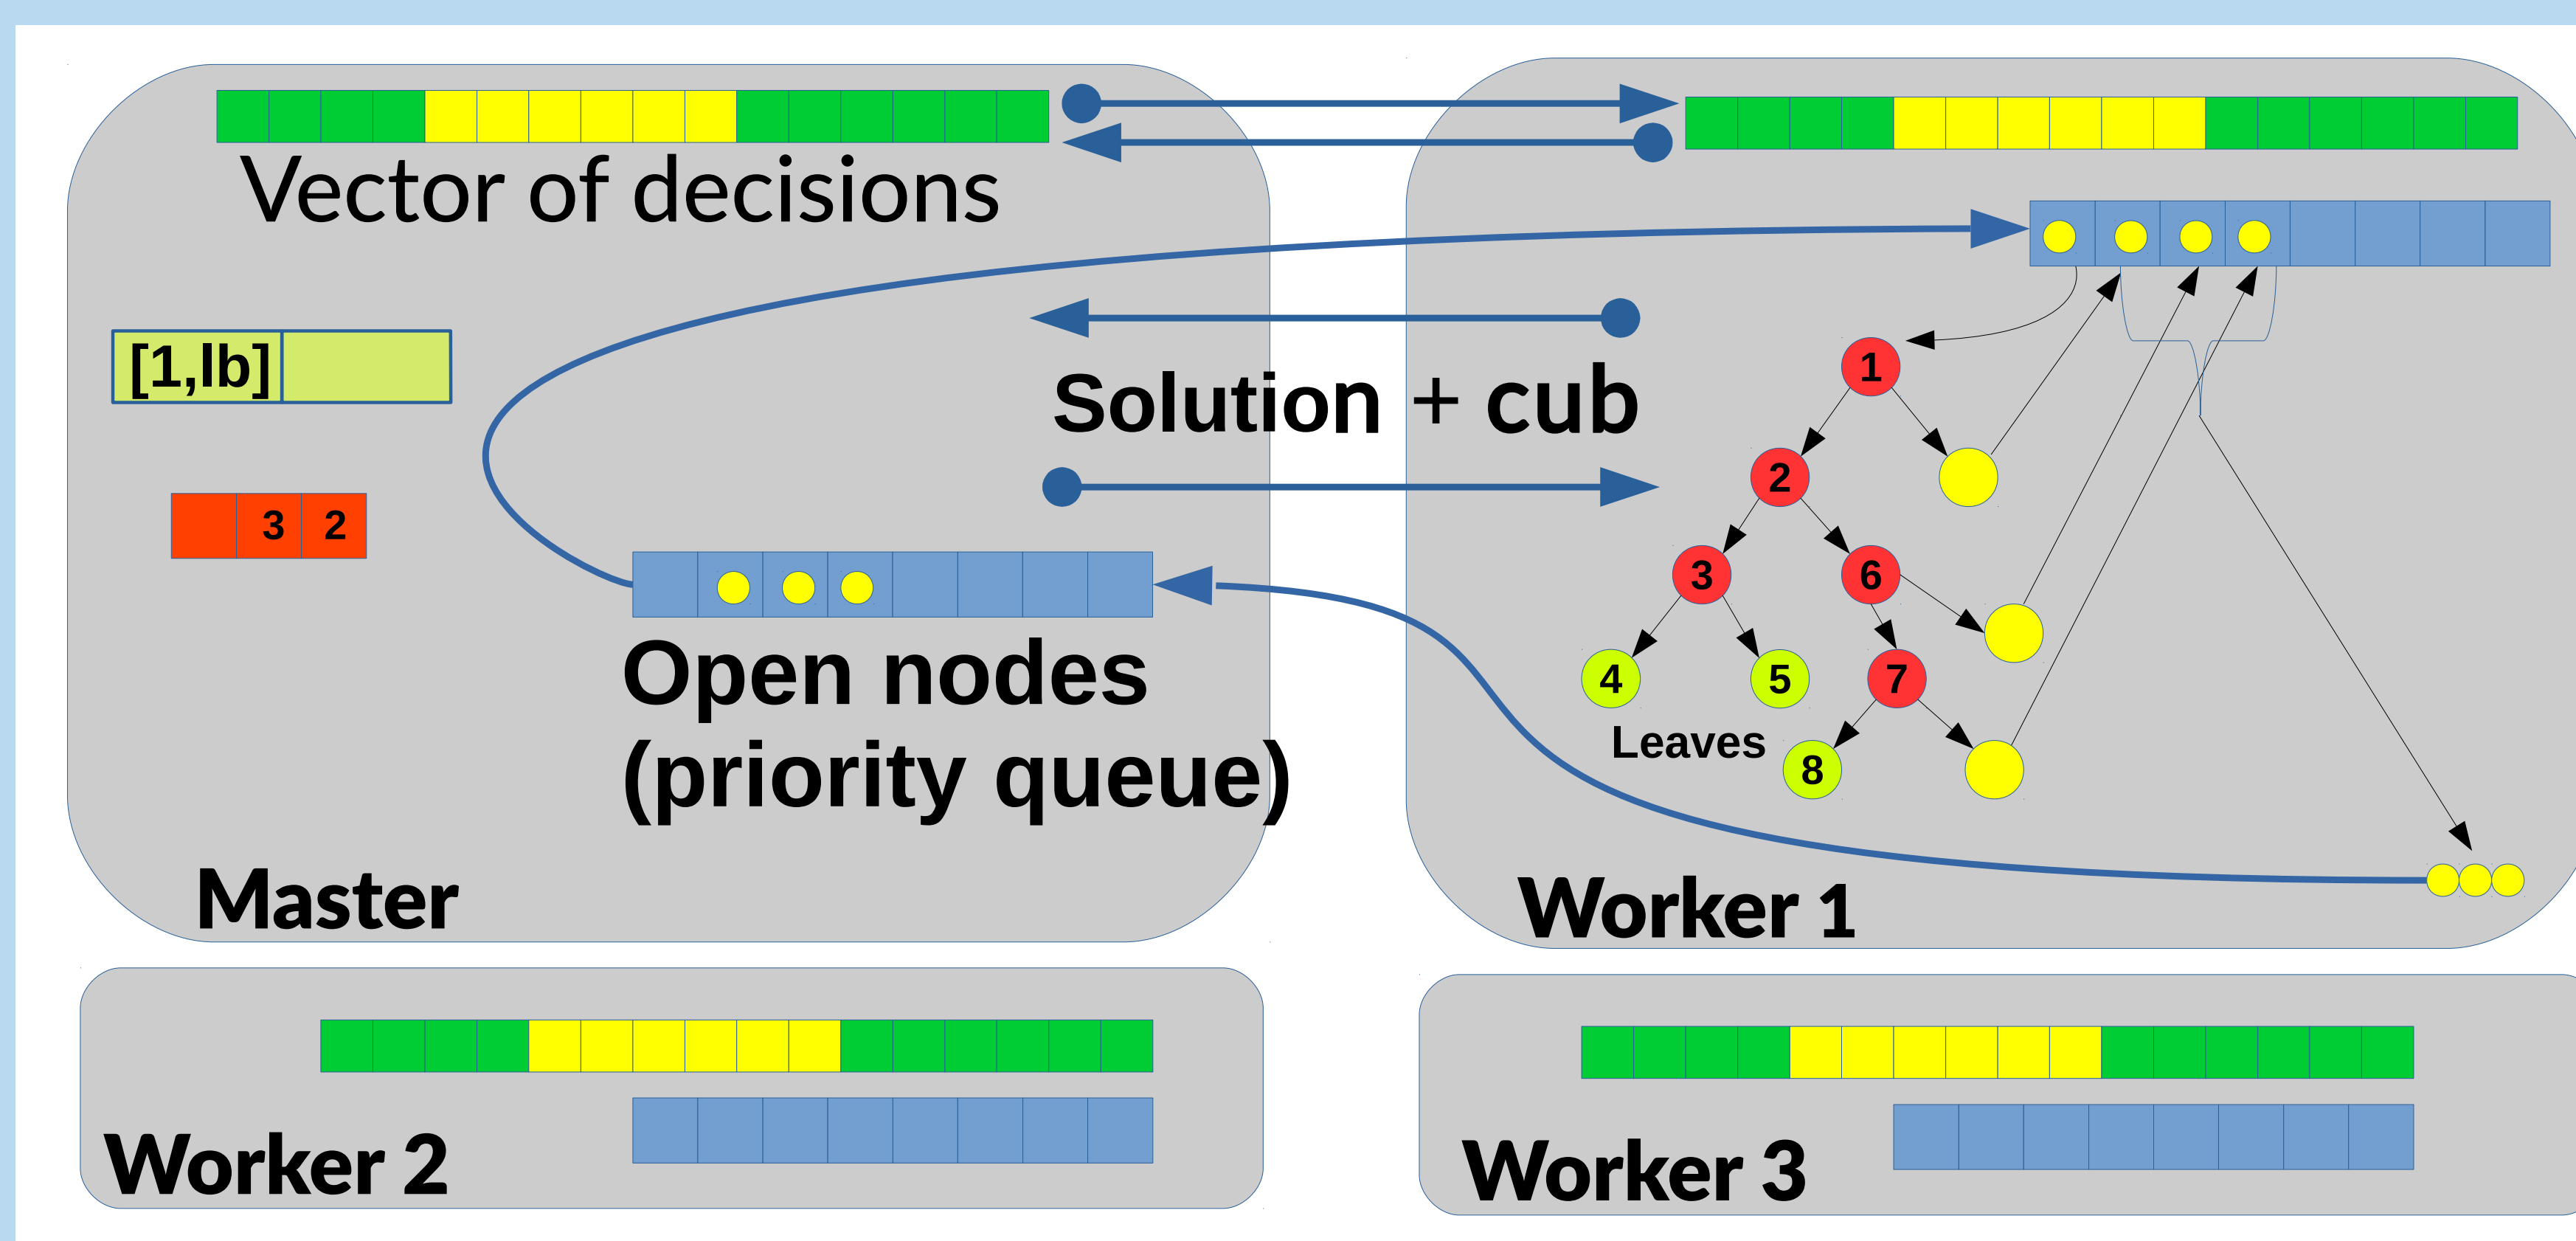 Vector of decisions
[1,lb]
Solution + cub
1
2
3 2
3
6
Open nodes
(priority queue)
4
5
7
Leaves
8
Master
Worker 1
Worker 2
Worker 3